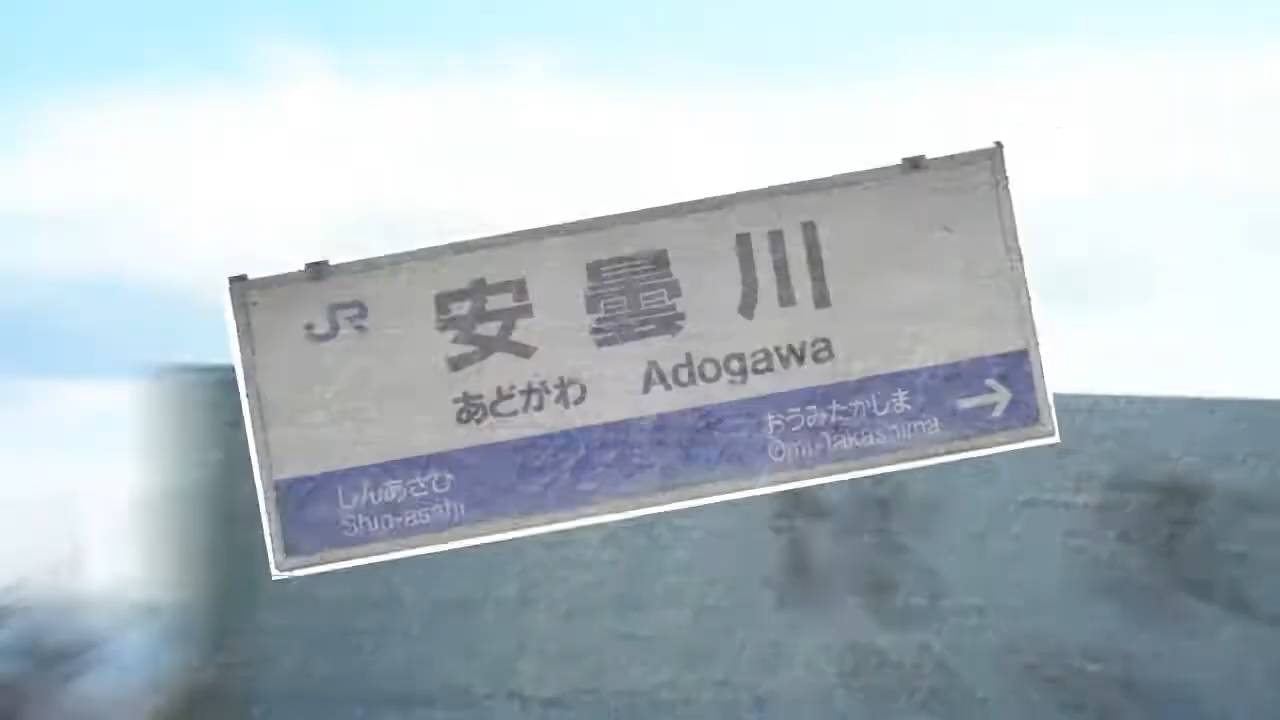 JR
安曇川
あどがわ Adogawa
しんあさひ
Shin-asahi
おうみたかしま
Omi-Takashima